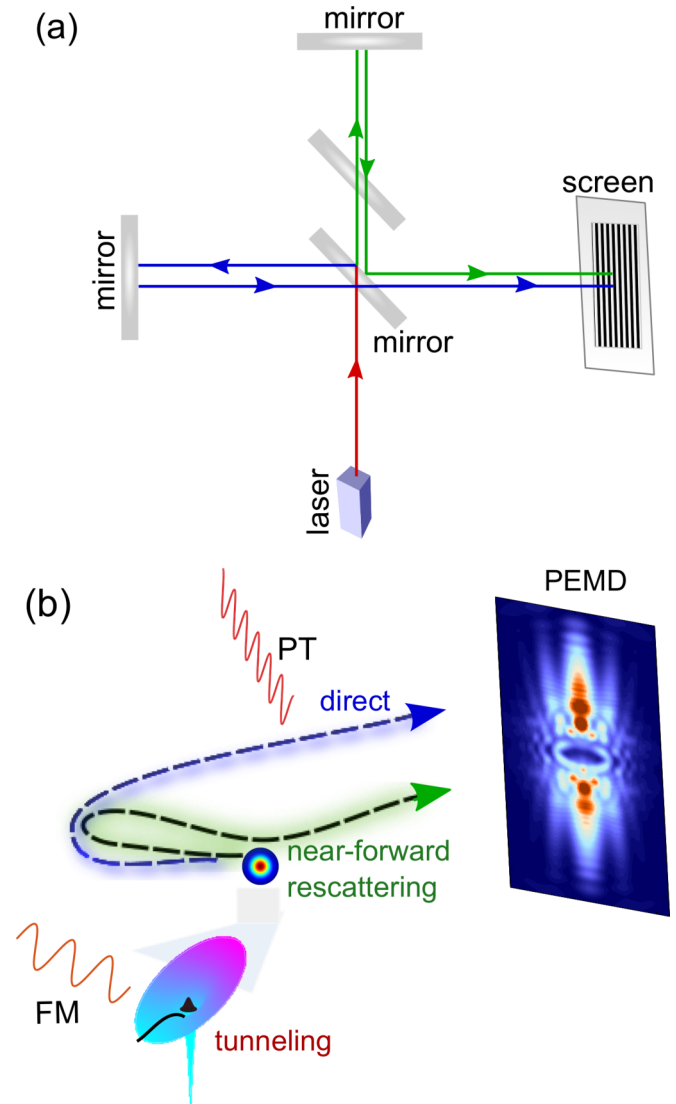 (a)
mirror
screen
mirror
mirror
laser
(b)
PEMD
PT
direct
near-forward
rescattering
FM
tunneling